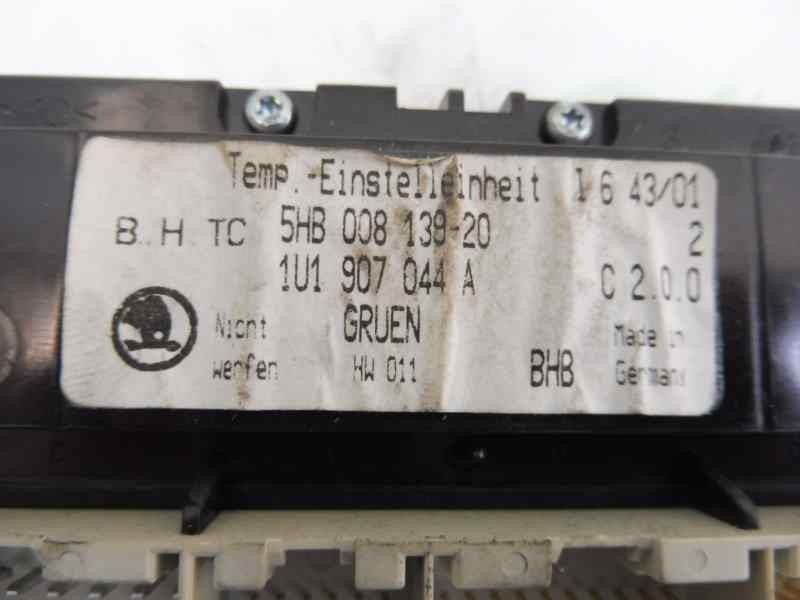 Temp.-Einstelleinheit I 6 43/01
B.H.TC 5HB 008 139-20 2
1U1 907 044 A C 2.0.0
Nicht GRUEN Made in
werfen HW 011 BHB Germany